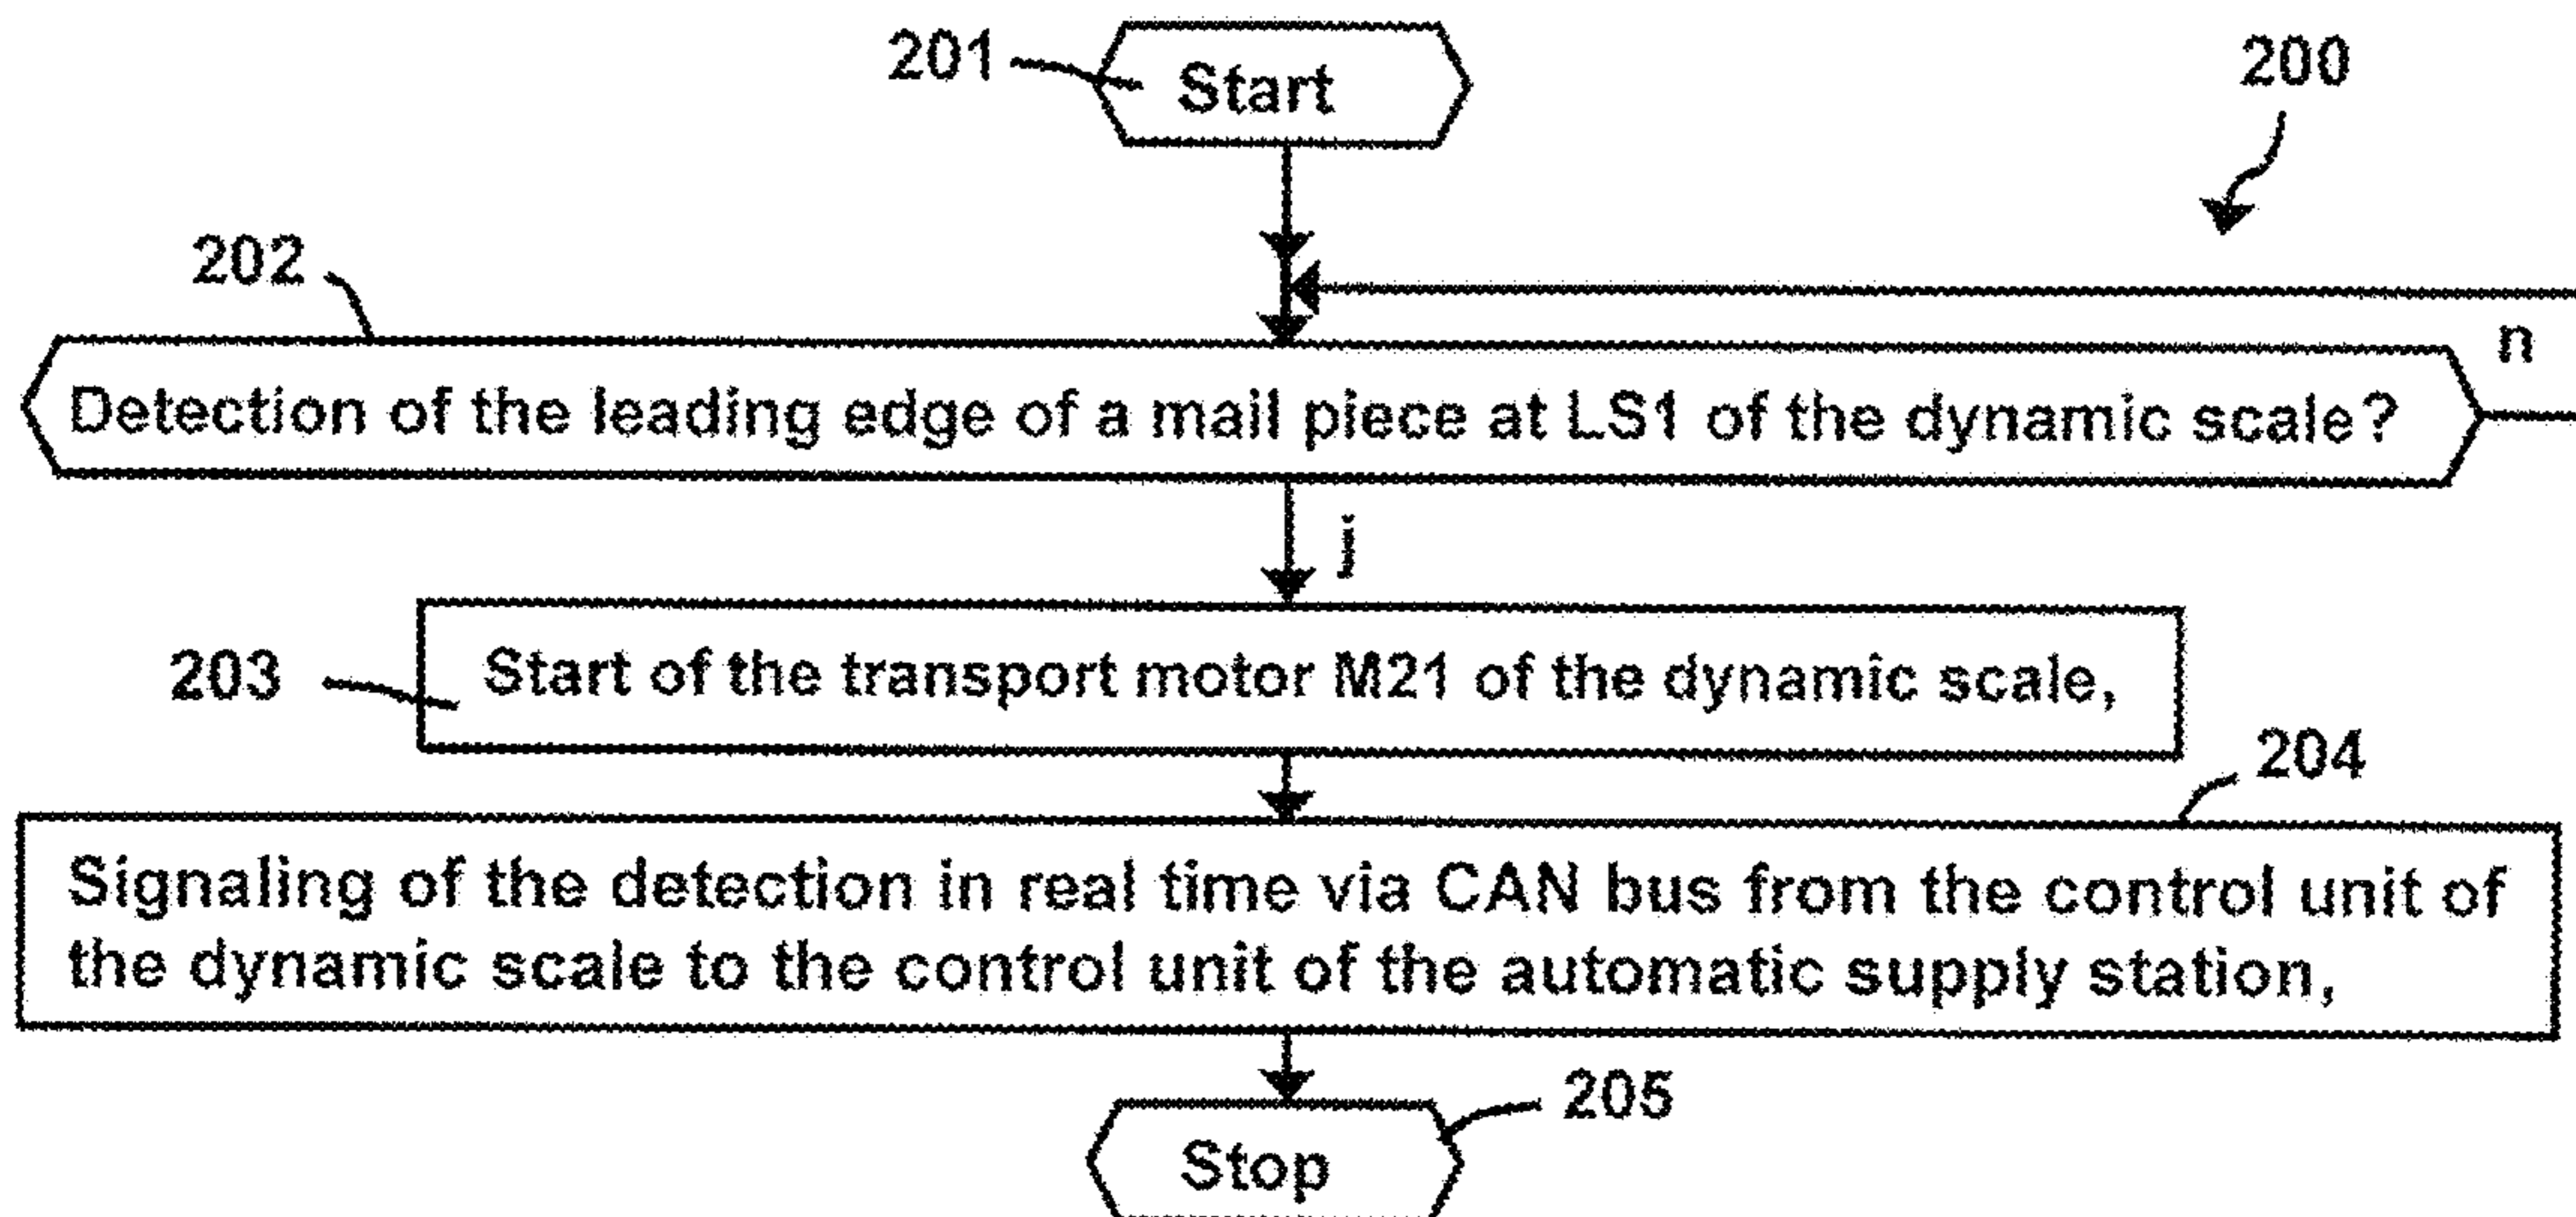 201
Start
200
202
n
Detection of the leading edge of a mail piece at LS1 of the dynamic scale?
j
203
Start of the transport motor M21 of the dynamic scale,
204
Signaling of the detection in real time via CAN bus from the control unit of
the dynamic scale to the control unit of the automatic supply station,
205
Stop